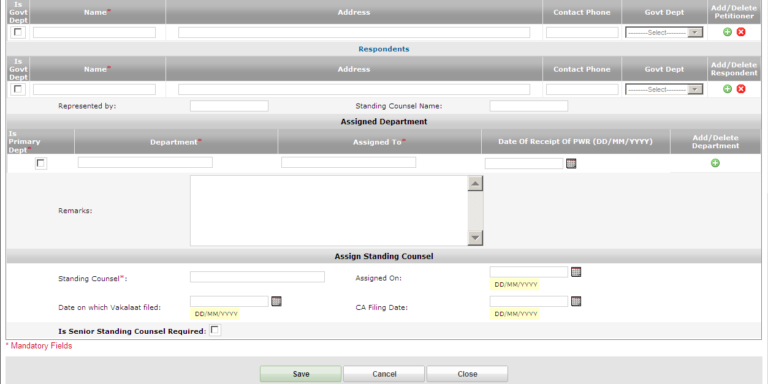 Is Govt Dept Name* Address Contact Phone Govt Dept Add/Delete Petitioner
--------Select--------
Respondents
Is Govt Dept Name* Address Contact Phone Govt Dept Add/Delete Respondent
--------Select--------
Represented by: Standing Counsel Name:
Assigned Department
Is Primary Dept* Department* Assigned To* Date Of Receipt Of PWR (DD/MM/YYYY) Add/Delete Department
Remarks:
Assign Standing Counsel
Standing Counsel*: Assigned On:
DD/MM/YYYY
Date on which Vakalaat filed: CA Filing Date:
DD/MM/YYYY DD/MM/YYYY
Is Senior Standing Counsel Required:
* Mandatory Fields
Save Cancel Close